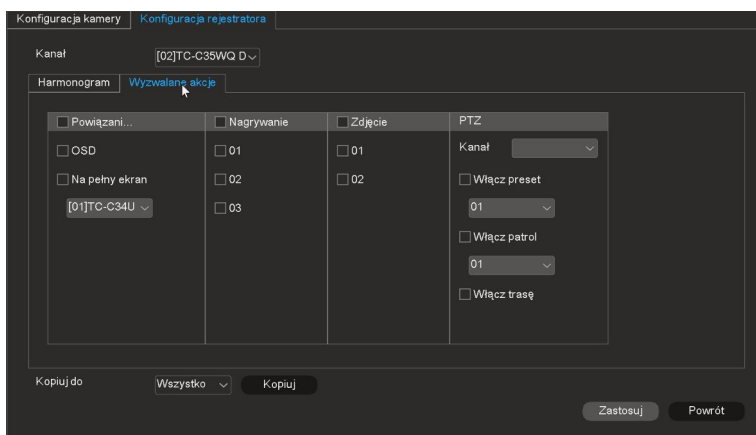 Konfiguracja kamery Konfiguracja rejestratora
Kanał [02]TC-C35WQ D
Harmonogram Wyzwalane akcje
Powiązani... Nagrywanie Zdjęcie PTZ
OSD 01 01 Kanał
Na pełny ekran 02 02 Włącz preset
[01]TC-C34U 03 01
Włącz patrol
01
Włącz trasę
Kopiuj do Wszystko Kopiuj
Zastosuj Powrót